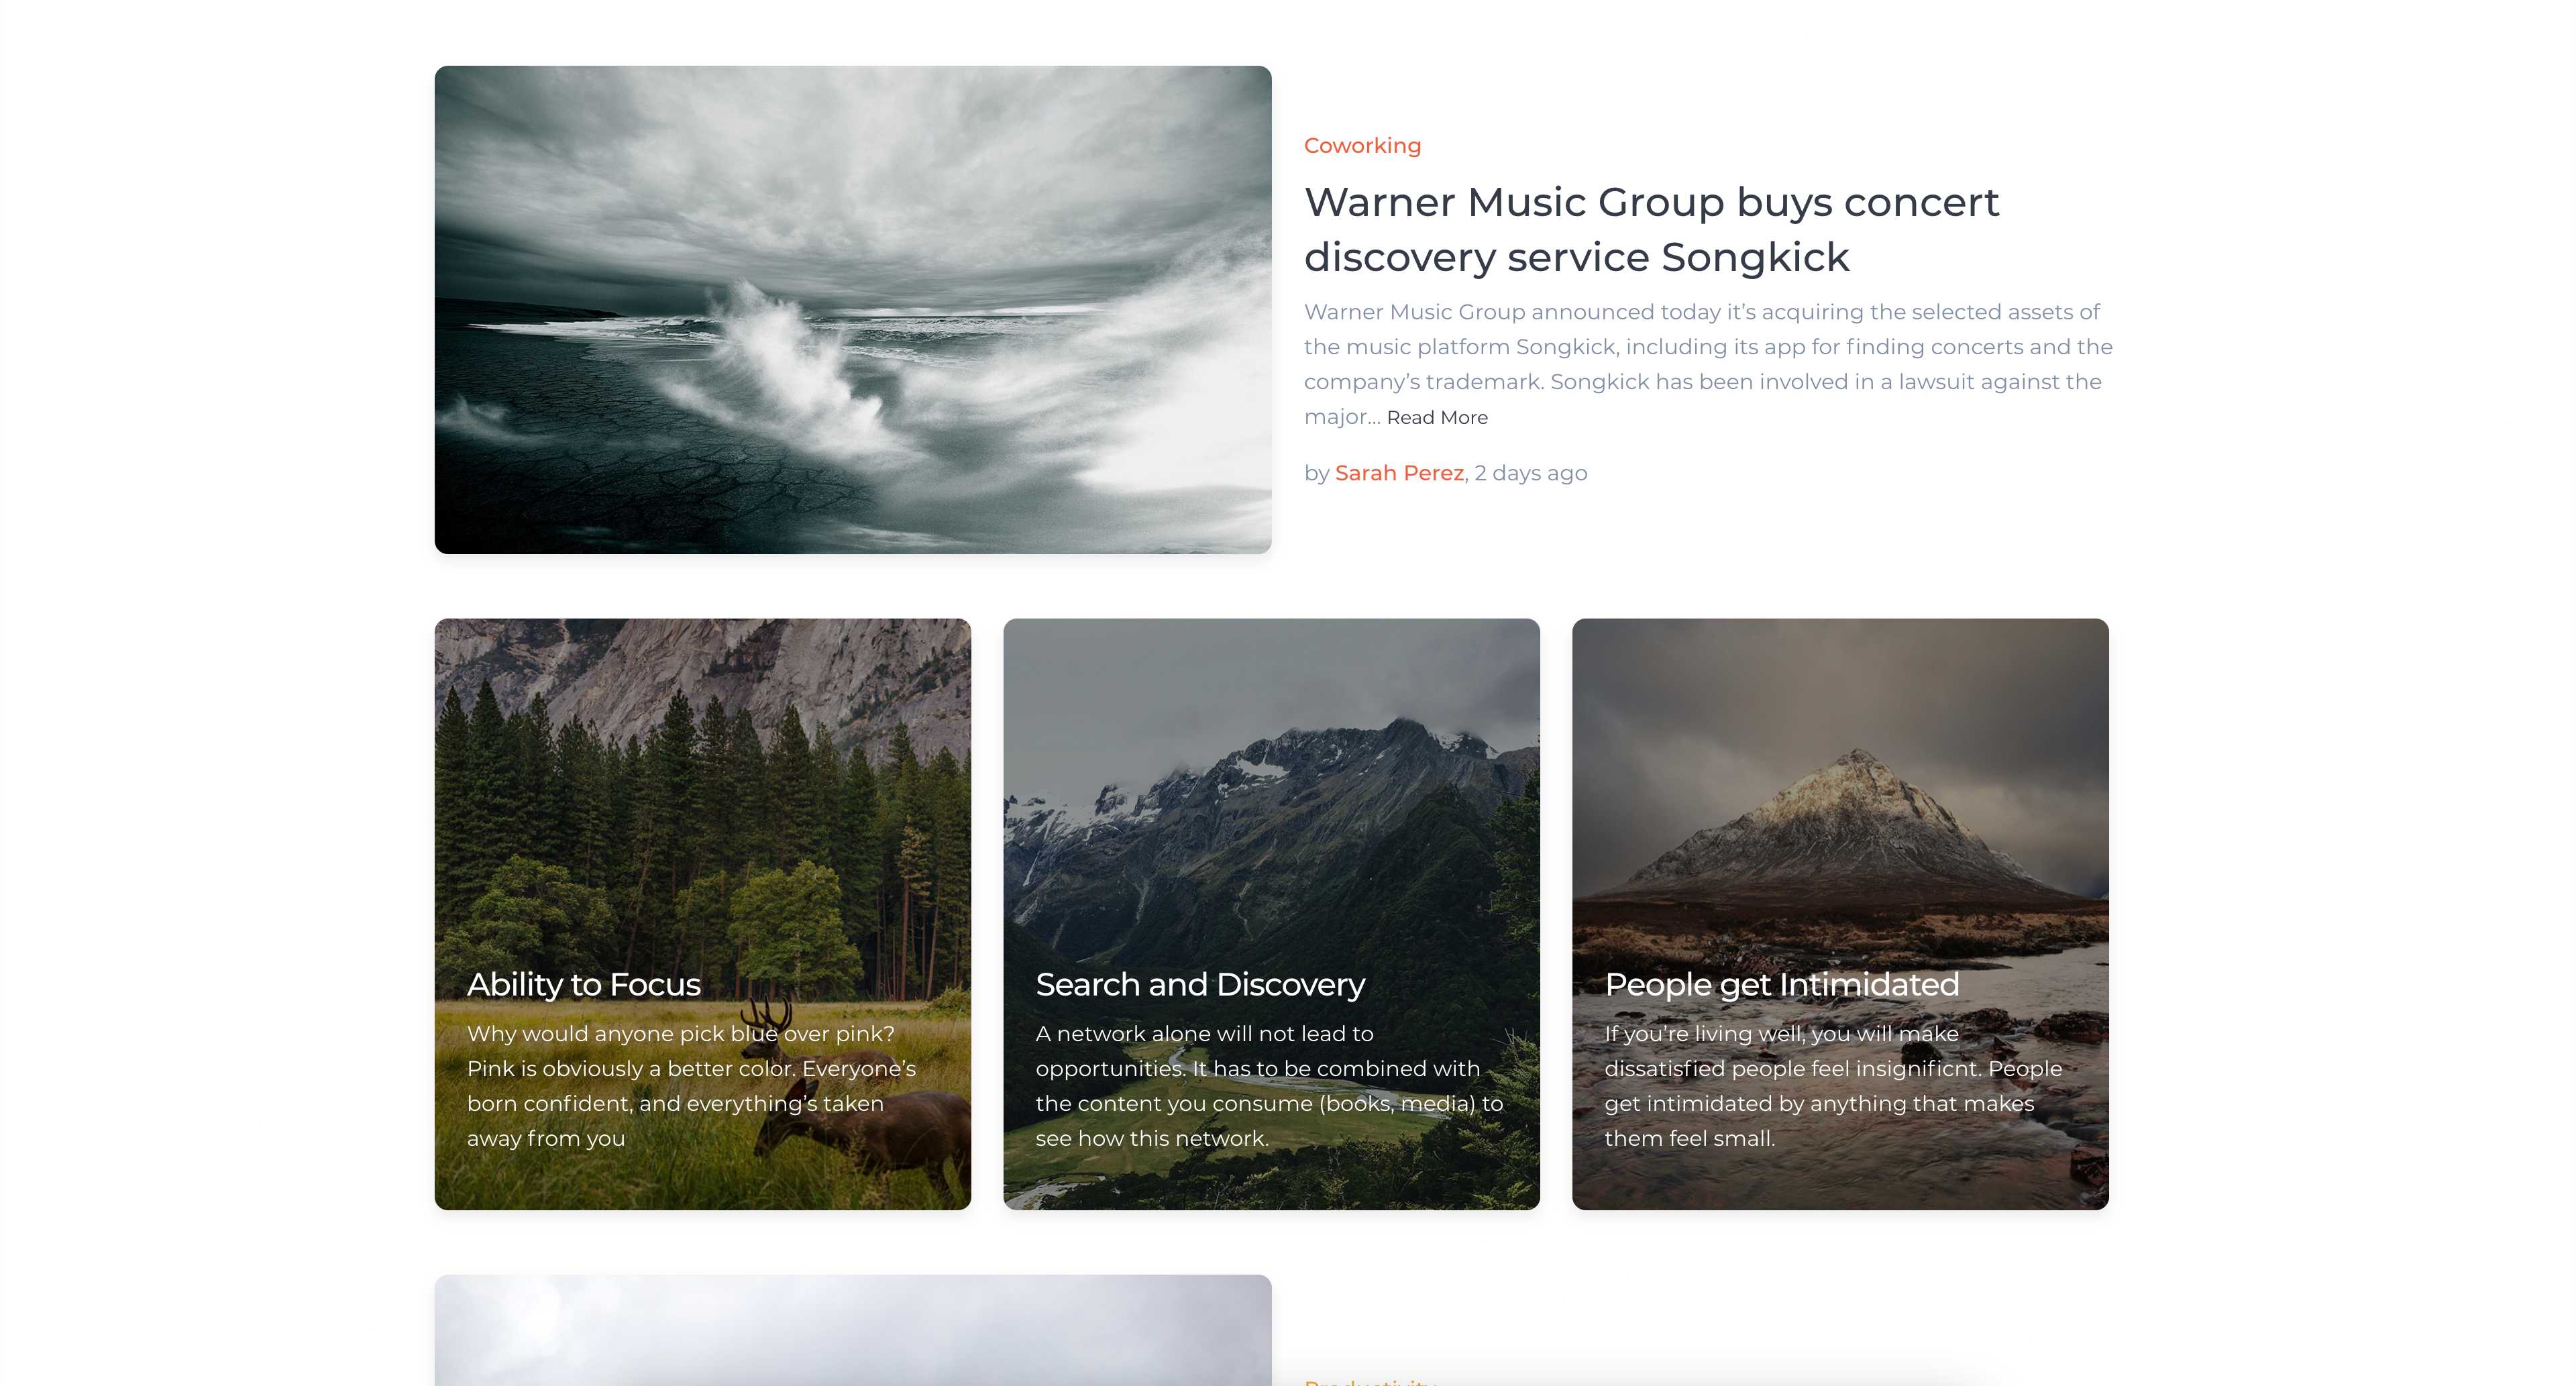 Coworking
Warner Music Group buys concert
discovery service Songkick
Warner Music Group announced today it’s acquiring the selected assets of
the music platform Songkick, including its app for finding concerts and the
company’s trademark. Songkick has been involved in a lawsuit against the
major... Read More
by Sarah Perez, 2 days ago
Ability to Focus
Why would anyone pick blue over pink?
Pink is obviously a better color. Everyone’s
born confident, and everything’s taken
away from you
Search and Discovery
A network alone will not lead to
opportunities. It has to be combined with
the content you consume (books, media) to
see how this network.
People get Intimidated
If you’re living well, you will make
dissatisfied people feel insignificnt. People
get intimidated by anything that makes
them feel small.
Productivity